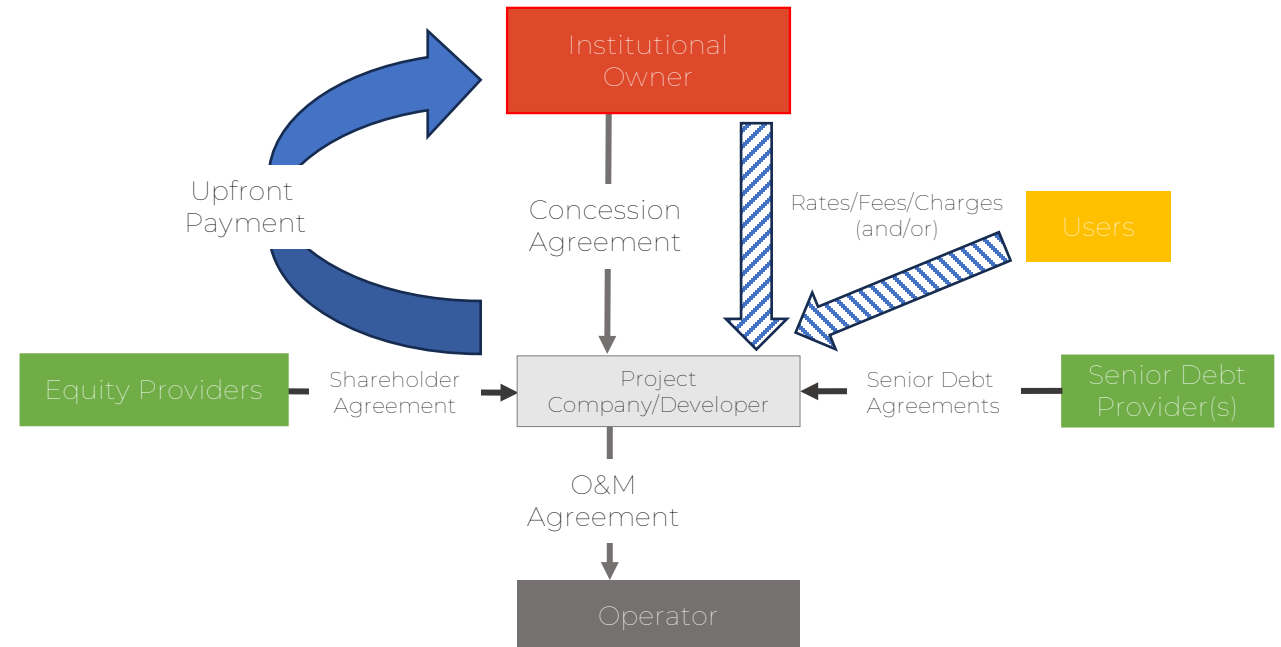 Institutional
Owner
Upfront
Payment
Concession
Agreement
Rates/Fees/Charges
(and/or)
Users
Equity Providers
Shareholder
Agreement
Project
Company/Developer
Senior Debt
Agreements
Senior Debt
Provider(s)
O&M
Agreement
Operator